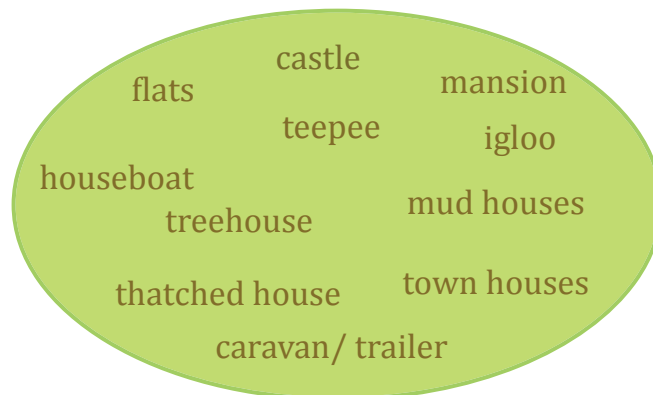 castle
flats
mansion
teepee
igloo
houseboat
treehouse
mud houses
thatched house
town houses
caravan/ trailer